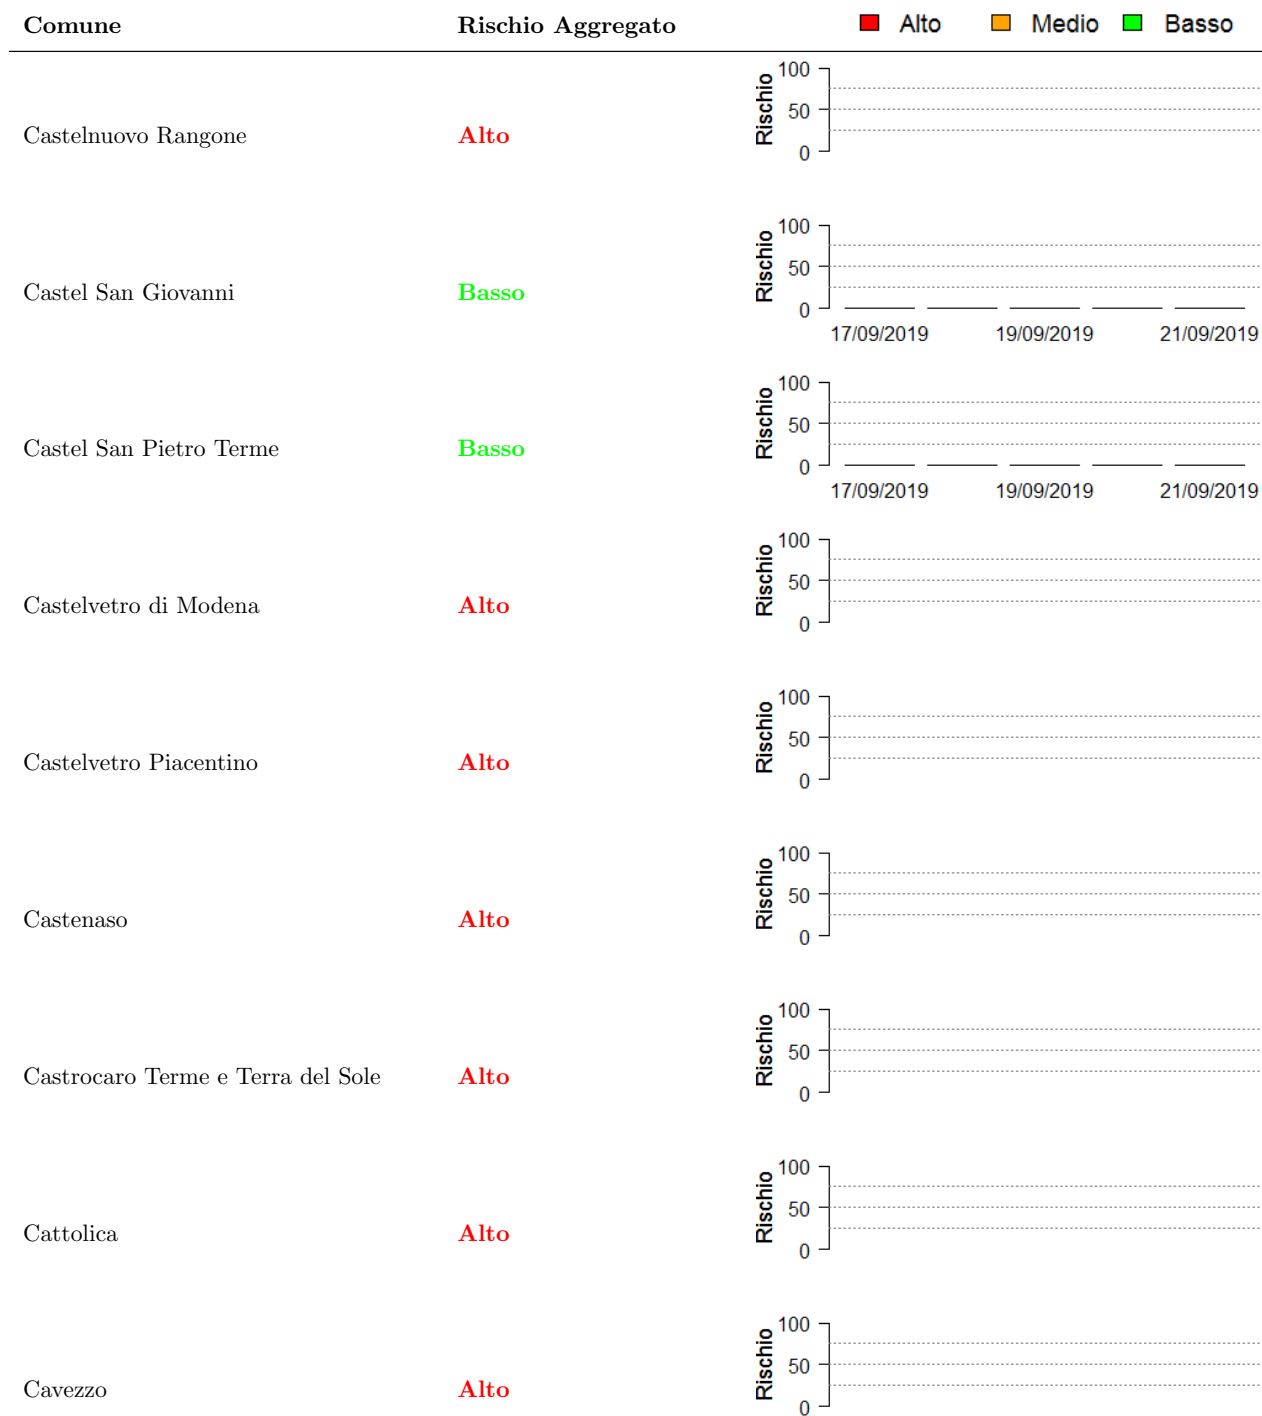 Comune Rischio Aggregato Alto Medio Basso
100
Rischio
50
Castelnuovo Rangone Alto
0
100
Rischio
50
Castel San Giovanni Basso
0
17/09/2019 19/09/2019 21/09/2019
100
Rischio
50
Castel San Pietro Terme Basso
0
17/09/2019 19/09/2019 21/09/2019
100
Rischio
50
Castelvetro di Modena Alto
0
100
Rischio
50
Castelvetro Piacentino Alto
0
100
Rischio
50
Castenaso Alto
0
100
Rischio
50
Castrocaro Terme e Terra del Sole Alto
0
100
Rischio
50
Cattolica Alto
0
100
Rischio
50
Cavezzo Alto
0